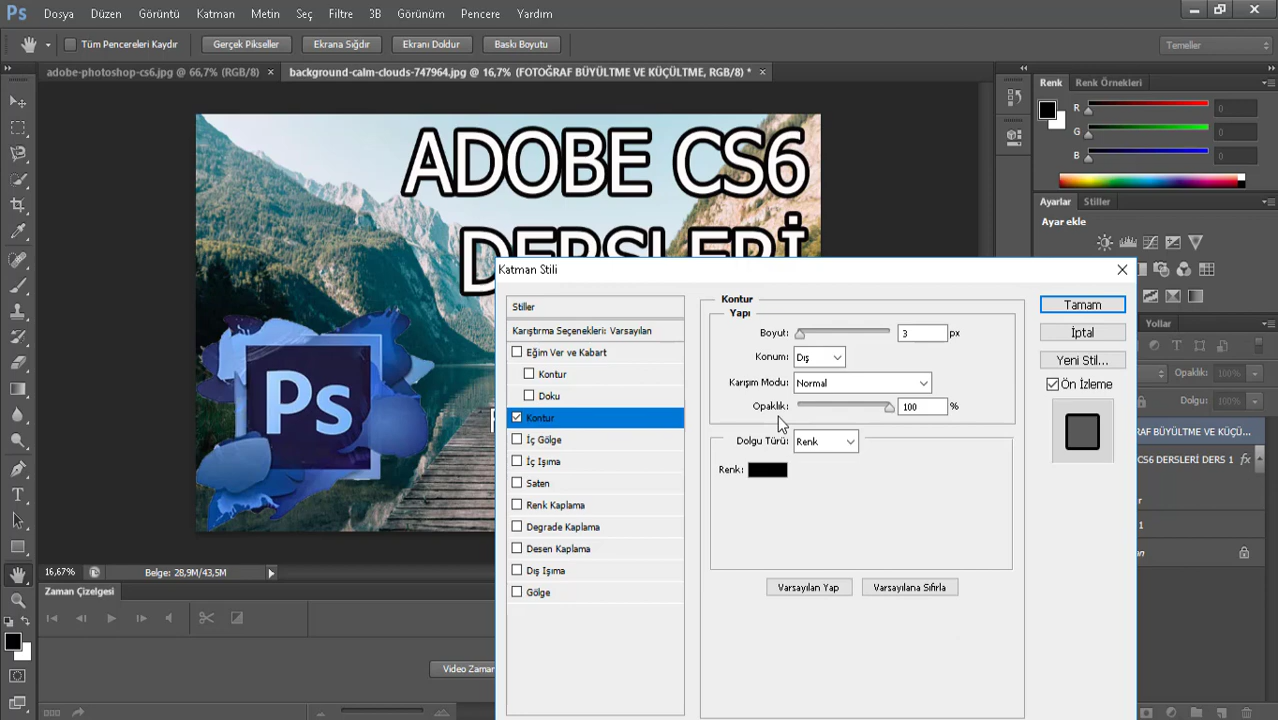 Ps Dosya Düzen Görüntü Katman Metin Seç Filtre 3B Görünüm Pencere Yardım
Tüm Pencereleri Kaydır Gerçek Pikseller Ekrana Sığdır Ekranı Doldur Baskı Boyutu Temeller
adobe-photoshop-cs6.jpg @ 66,7% (RGB/8) × background-calm-clouds-747964.jpg @ 16,7% (FOTOĞRAF BÜYÜLTME VE KÜÇÜLTME, RGB/8) * ×
Renk Renk Örnekleri
R 0
G 0
B 0
Ayarlar Stiller
Ayar ekle
ADOBE CS6
DERSLERİ
Ps
Katman Stili
Stiller
Karıştırma Seçenekleri: Varsayılan
Eğim Ver ve Kabart
Kontur
Doku
Kontur
İç Gölge
İç Işıma
Saten
Renk Kaplama
Degrade Kaplama
Desen Kaplama
Dış Işıma
Gölge
Kontur
Yapı
Boyut: 3 px
Konum: Dış
Karışım Modu: Normal
Opaklık: 100 %
Dolgu Türü: Renk
Renk:
Varsayılan Yap Varsayılana Sıfırla
Tamam
İptal
Yeni Stil...
Ön İzleme
Yollar
Opaklık: 100%
Dolgu: 100%
RAF BÜYÜLTME VE KÜÇÜ...
CS6 DERSLERİ DERS 1 fx
1
16,67% Belge: 28,9M/43,5M
Zaman Çizelgesi
Video Zaman